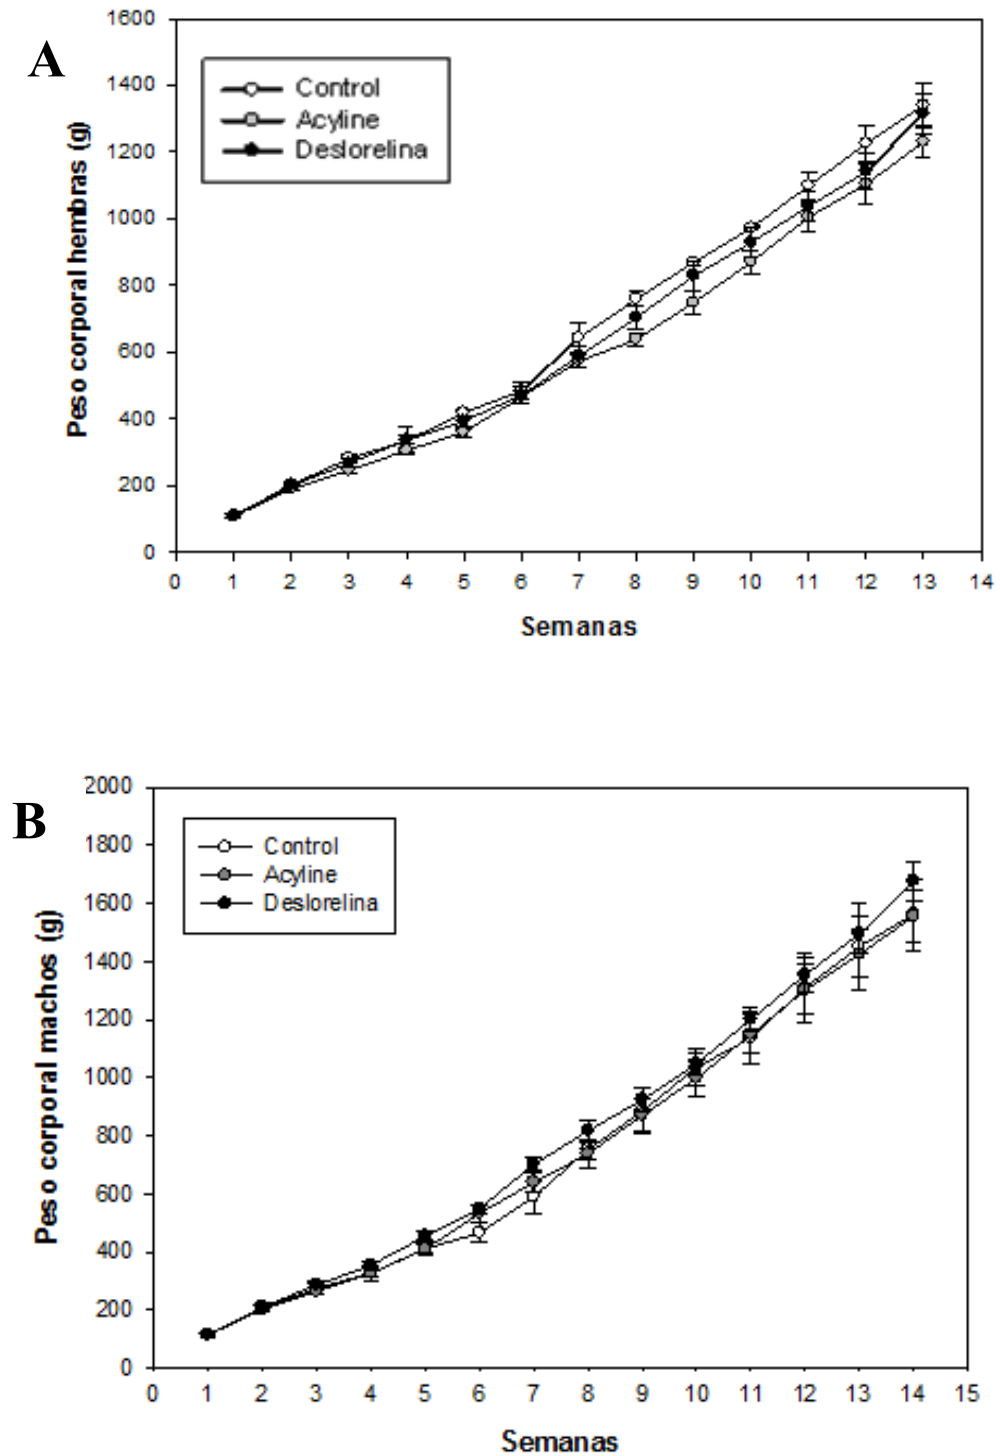 A
1600
1400
1200
1000
800
600
400
200
0
Peso corporal hembras (g)
Control
Acyline
Deslorelina
0 1 2 3 4 5 6 7 8 9 10 11 12 13 14
Semanas
B
2000
1800
1600
1400
1200
1000
800
600
400
200
0
Peso corporal machos (g)
Control
Acyline
Deslorelina
0 1 2 3 4 5 6 7 8 9 10 11 12 13 14 15
Semanas